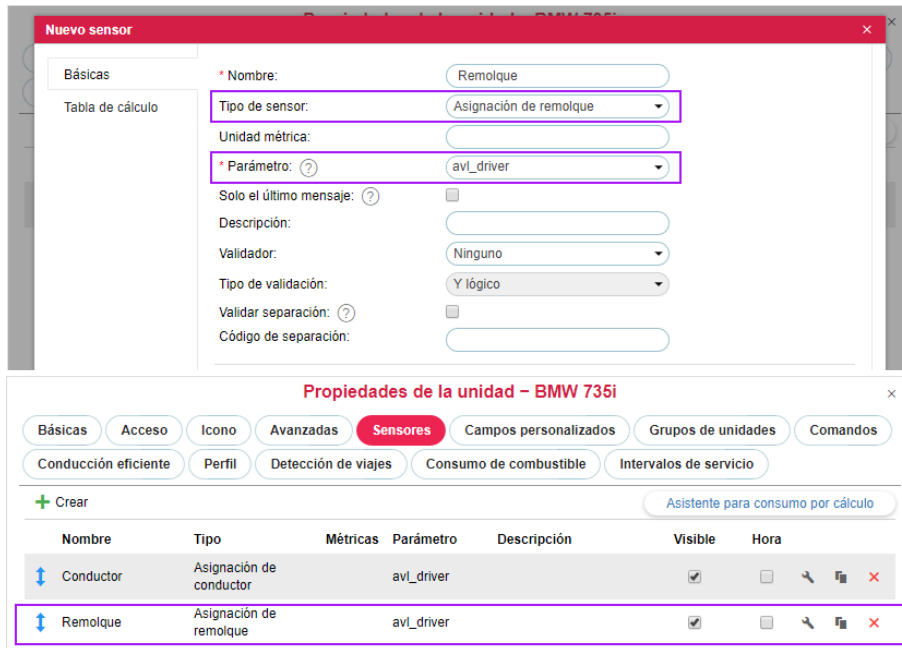 Nuevo sensor
×
Básicas
Tabla de cálculo
* Nombre: Remolque
Tipo de sensor: Asignación de remolque
Unidad métrica:
* Parámetro: ? avl_driver
Solo el último mensaje: ?
Descripción:
Validador: Ninguno
Tipo de validación: Y lógico
Validar separación: ?
Código de separación:
Propiedades de la unidad – BMW 735i
×
Básicas Acceso Icono Avanzadas Sensores Campos personalizados Grupos de unidades Comandos
Conducción eficiente Perfil Detección de viajes Consumo de combustible Intervalos de servicio
+ Crear Asistente para consumo por cálculo
Nombre Tipo Métricas Parámetro Descripción Visible Hora
Conductor Asignación de conductor avl_driver
Remolque Asignación de remolque avl_driver